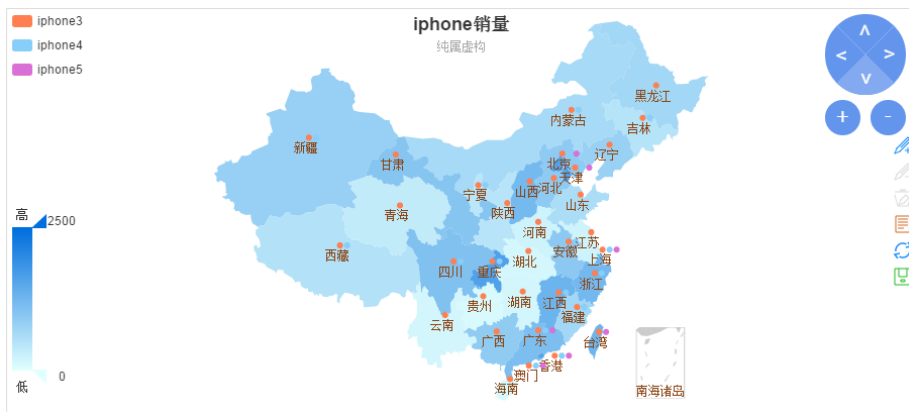 iphone销量
纯属虚构
iphone3
iphone4
iphone5
黑龙江
内蒙古
吉林
新疆
辽宁
北京
甘肃
天津
河北
山西
宁夏
山东
陕西
青海
河南
江苏
安徽
西藏
上海
湖北
四川
重庆
浙江
湖南
江西
贵州
福建
云南
广西
广东
台湾
香港
澳门
海南
南海诸岛
高
2500
0
低
+
-